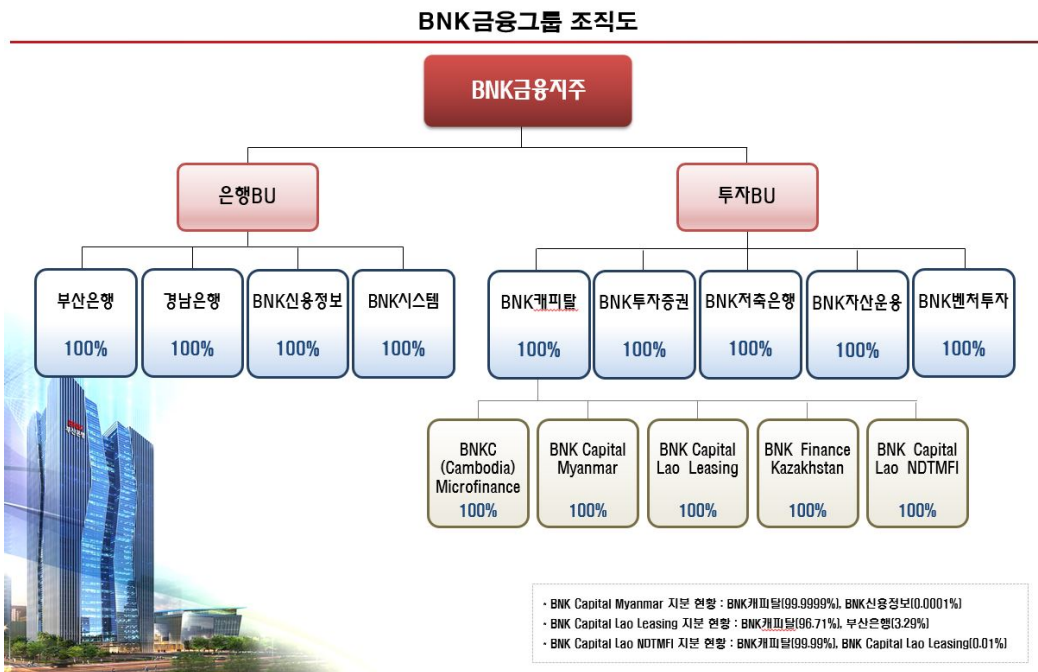 BNK금융그룹 조직도
BNK금융지주
은행BU
투자BU
부산은행
100%
경남은행
100%
BNK신용정보
100%
BNK시스템
100%
BNK캐피탈
100%
BNK투자증권
100%
BNK저축은행
100%
BNK자산운용
100%
BNK벤처투자
100%
BNKC
(Cambodia)
Microfinance
100%
BNK Capital
Myanmar
100%
BNK Capital
Lao Leasing
100%
BNK Finance
Kazakhstan
100%
BNK Capital
Lao NDTMFI
100%
· BNK Capital Myanmar 지분 현황 : BNK캐피탈(99.9999%), BNK신용정보(0.0001%)
· BNK Capital Lao Leasing 지분 현황 : BNK캐피탈(96.71%), 부산은행(3.29%)
· BNK Capital Lao NDTMFI 지분 현황 : BNK캐피탈(99.99%), BNK Capital Lao Leasing(0.01%)